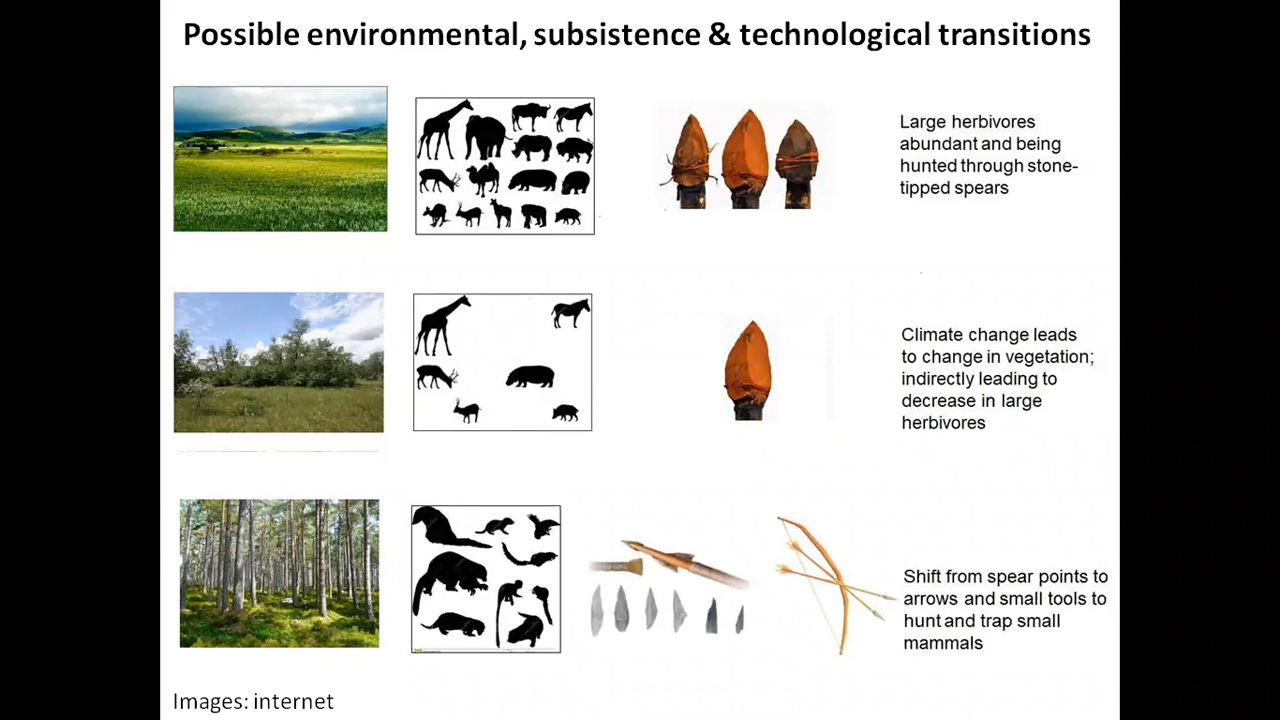 Possible environmental, subsistence & technological transitions
Large herbivores
abundant and being
hunted through stone-
tipped spears
Climate change leads
to change in vegetation;
indirectly leading to
decrease in large
herbivores
Shift from spear points to
arrows and small tools to
hunt and trap small
mammals
Images: internet